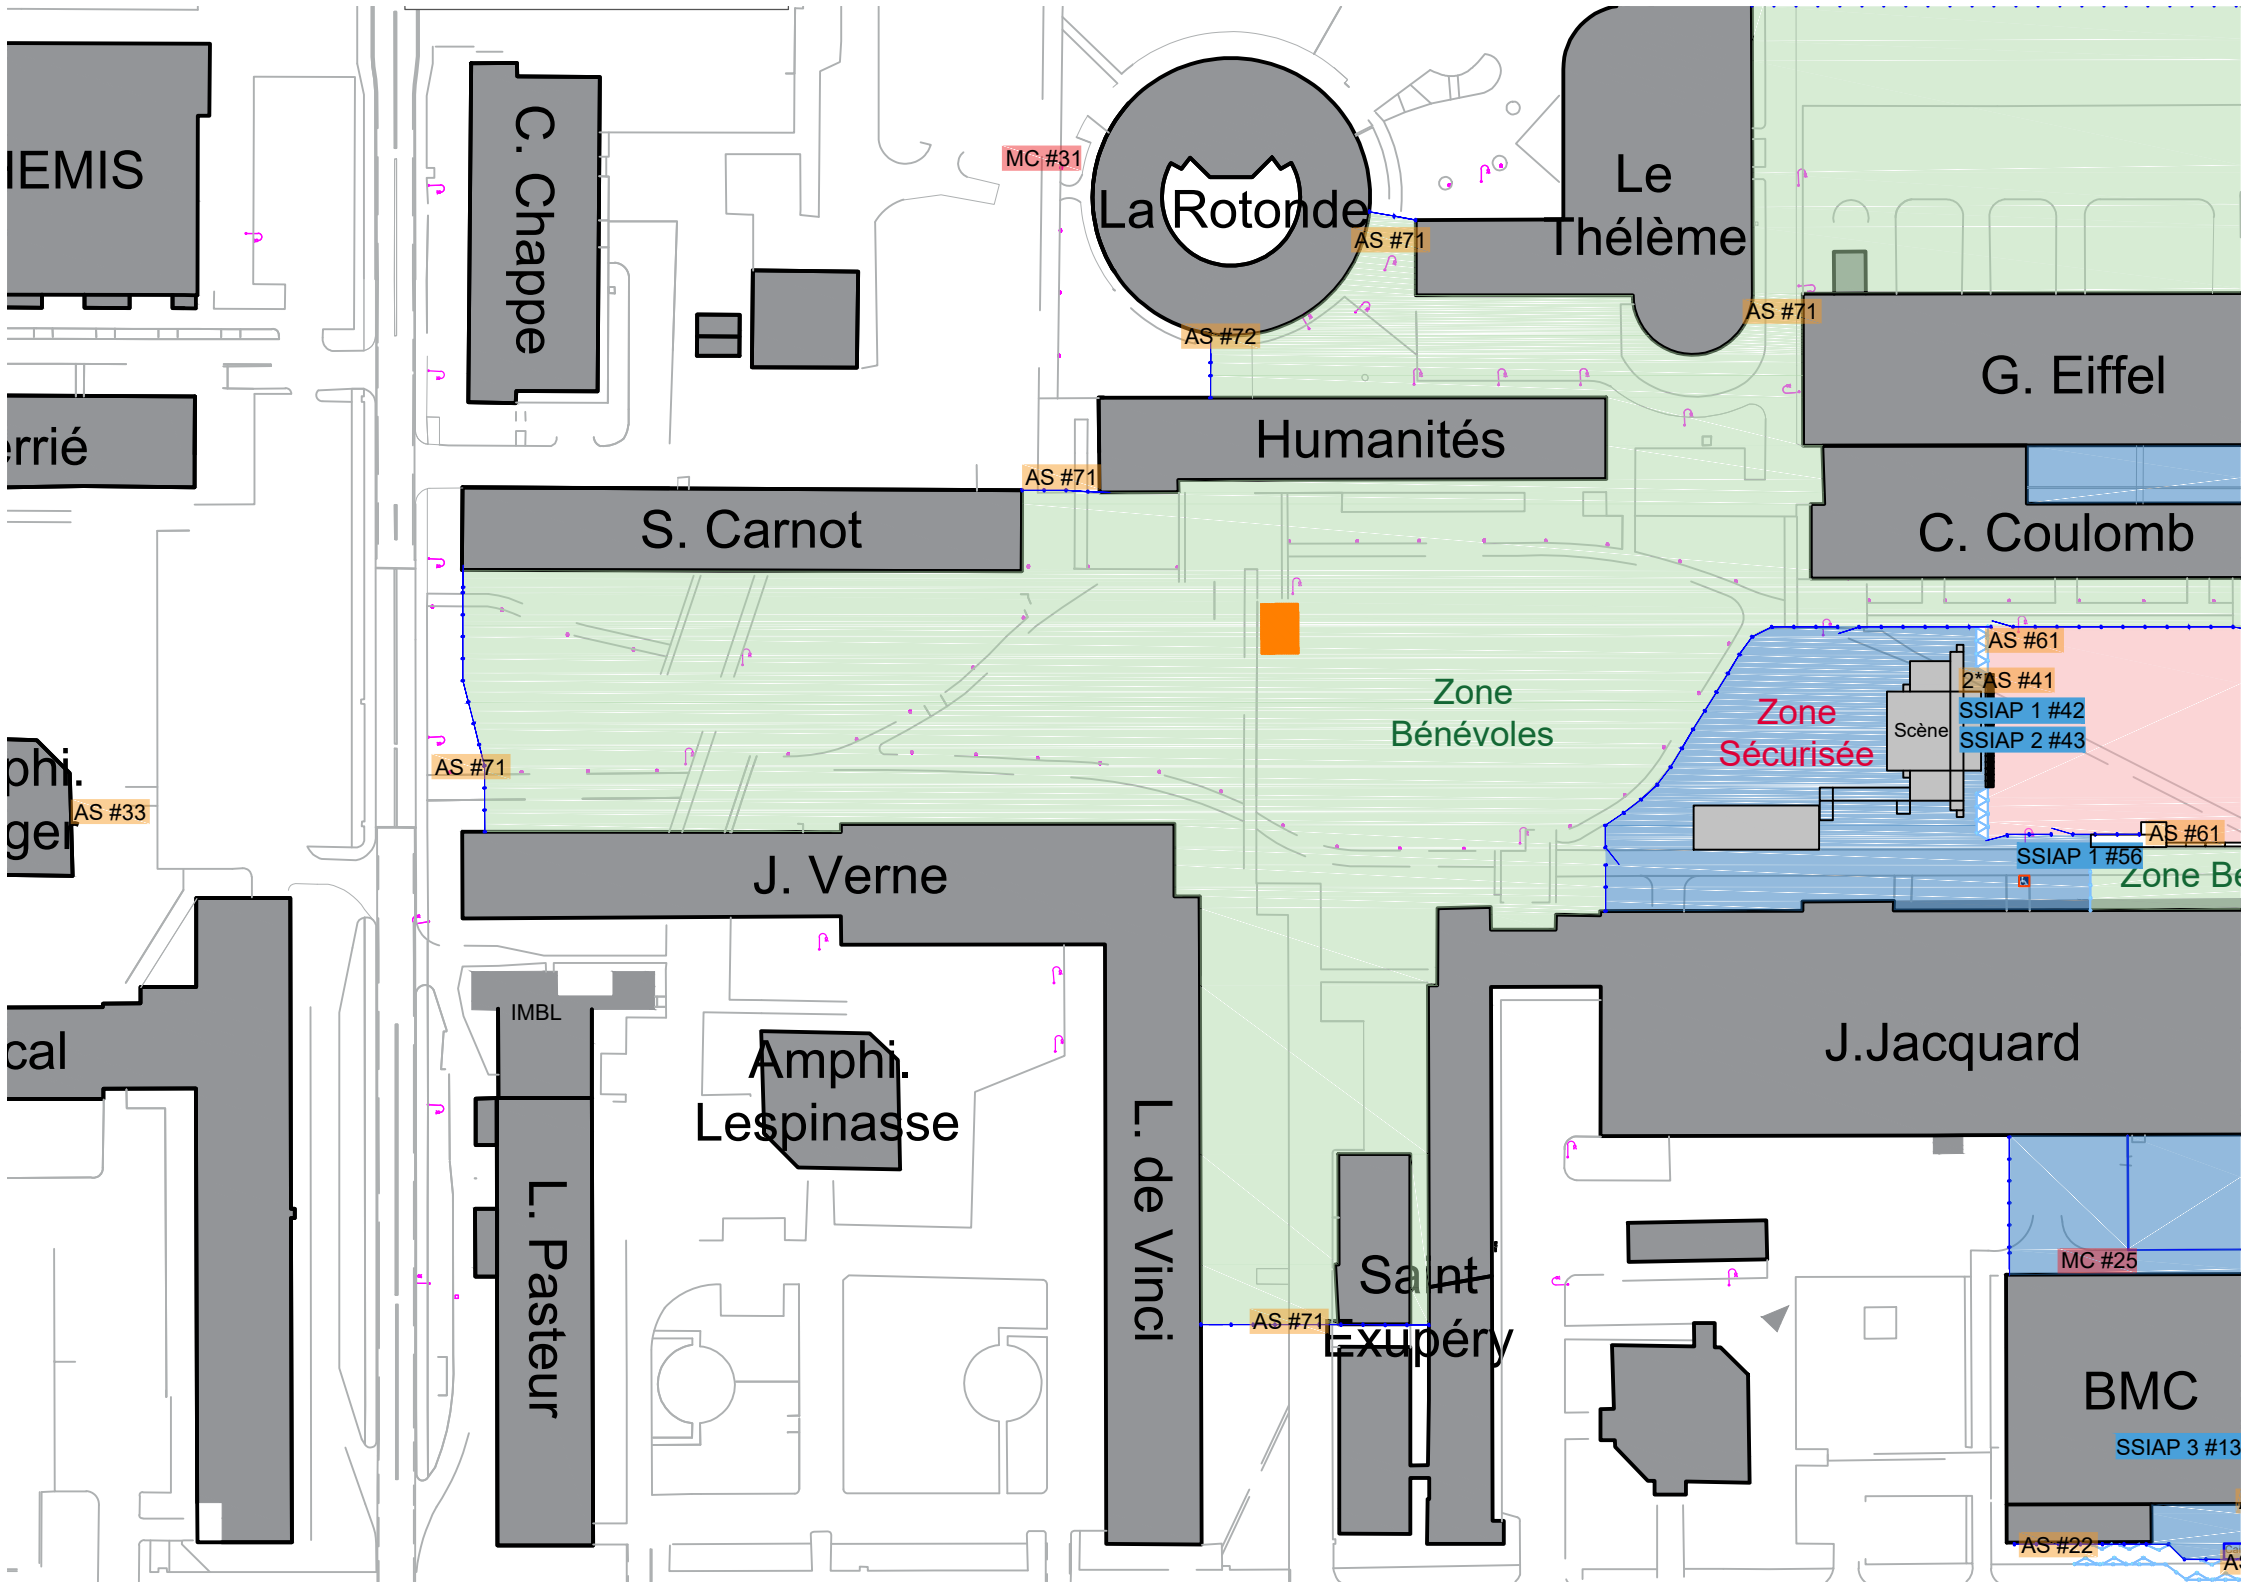 C. Chappe
HEMIS
MC #31
La Rotonde
Le
Thélème
AS #71
AS #71
AS #72
G. Eiffel
errié
Humanités
AS #71
S. Carnot
C. Coulomb
AS #61
2*AS #41
SSIAP 1 #42
SSIAP 2 #43
Scène
Zone
Bénévoles
Zone
Sécurisée
AS #71
phi.
ger
AS #33
AS #61
SSIAP 1 #56
Zone Bé
J. Verne
IMBL
cal
Amphi.
Lespinasse
J.Jacquard
L. Pasteur
L. de Vinci
Saint
Exupéry
AS #71
MC #25
BMC
SSIAP 3 #13
AS #22